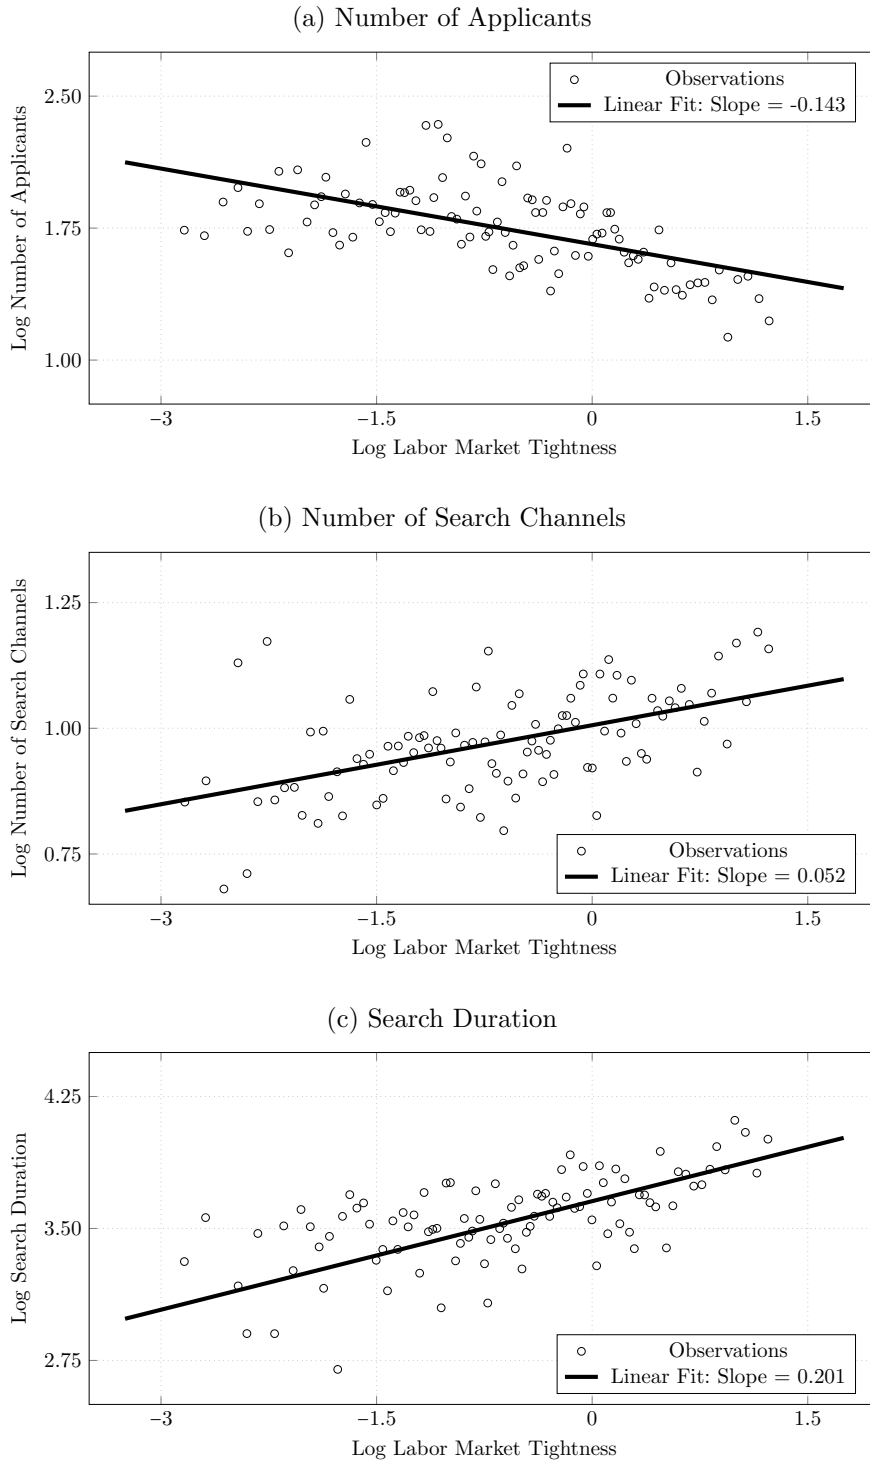 (a) Number of Applicants
Observations
Linear Fit: Slope = -0.143
2.50
1.75
1.00
Log Number of Applicants
−3
−1.5
0
1.5
Log Labor Market Tightness
(b) Number of Search Channels
1.25
1.00
0.75
Log Number of Search Channels
Observations
Linear Fit: Slope = 0.052
−3
−1.5
0
1.5
Log Labor Market Tightness
(c) Search Duration
4.25
3.50
2.75
Log Search Duration
Observations
Linear Fit: Slope = 0.201
−3
−1.5
0
1.5
Log Labor Market Tightness